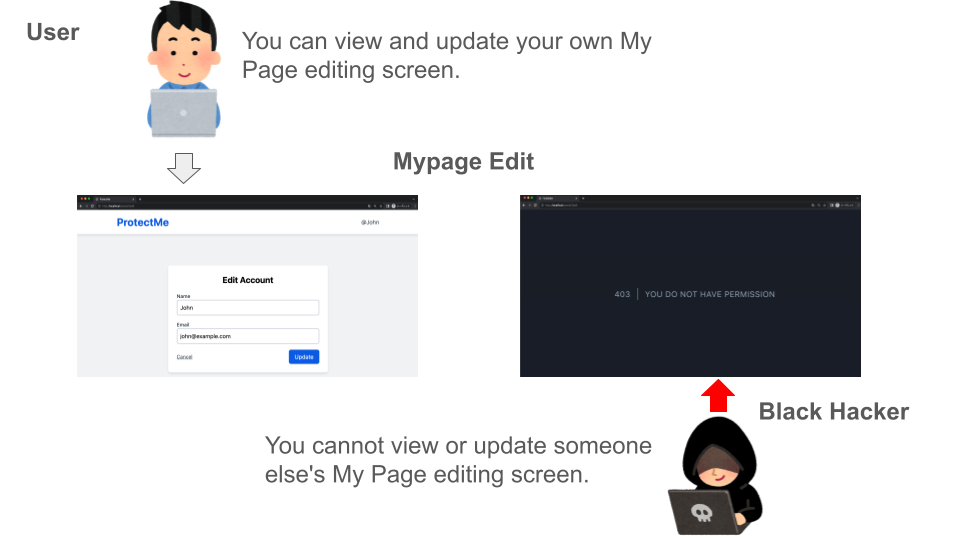 User
You can view and update your own My
Page editing screen.
Mypage Edit
ProtectMe
@John
Edit Account
Name
John
Email
john@example.com
Cancel
Update
403 | YOU DO NOT HAVE PERMISSION
Black Hacker
You cannot view or update someone
else's My Page editing screen.